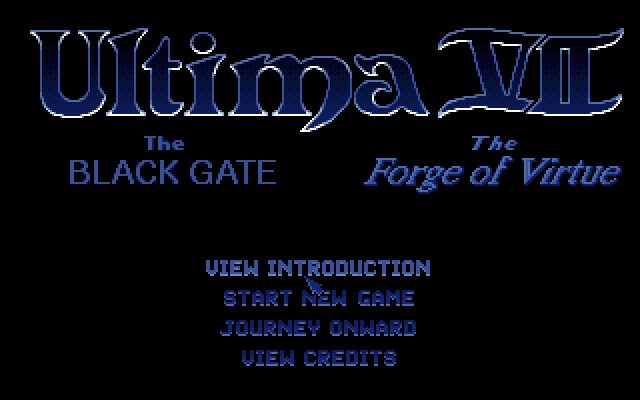 Ultima VII
The The
BLACK GATE Forge of Virtue
VIEW INTRODUCTION
START NEW GAME
JOURNEY ONWARD
VIEW CREDITS